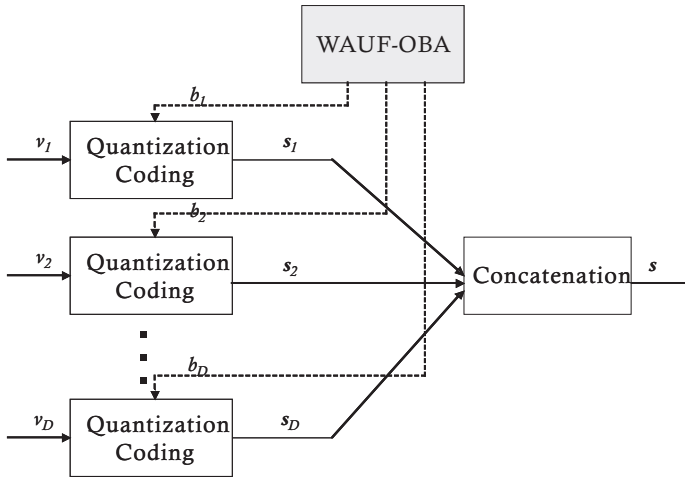 WAUF-OBA
b1
v1
Quantization
Coding
s1
b2
v2
Quantization
Coding
s2
Concatenation
s
bD
vD
Quantization
Coding
sD